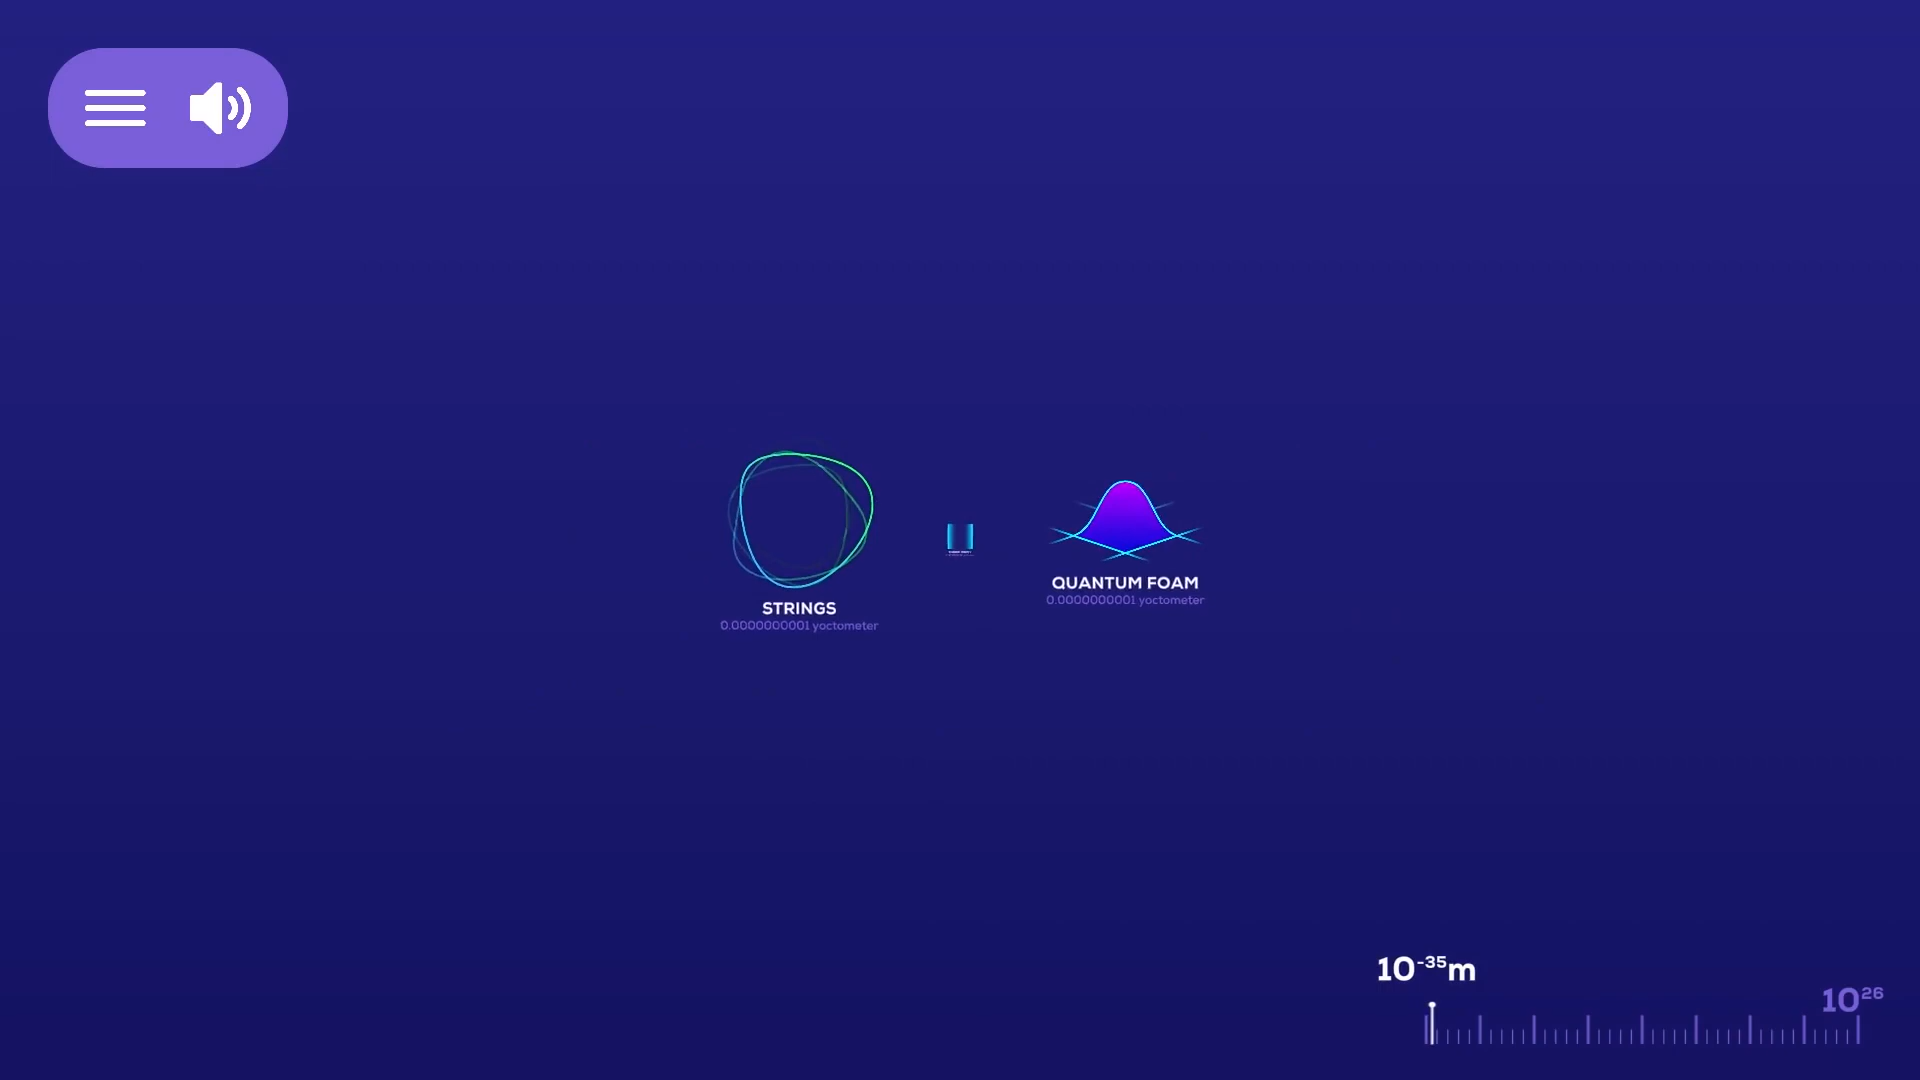 STRINGS
0.0000000001 yoctometer
QUANTUM FOAM
0.0000000001 yoctometer
10⁻³⁵m
10²⁶